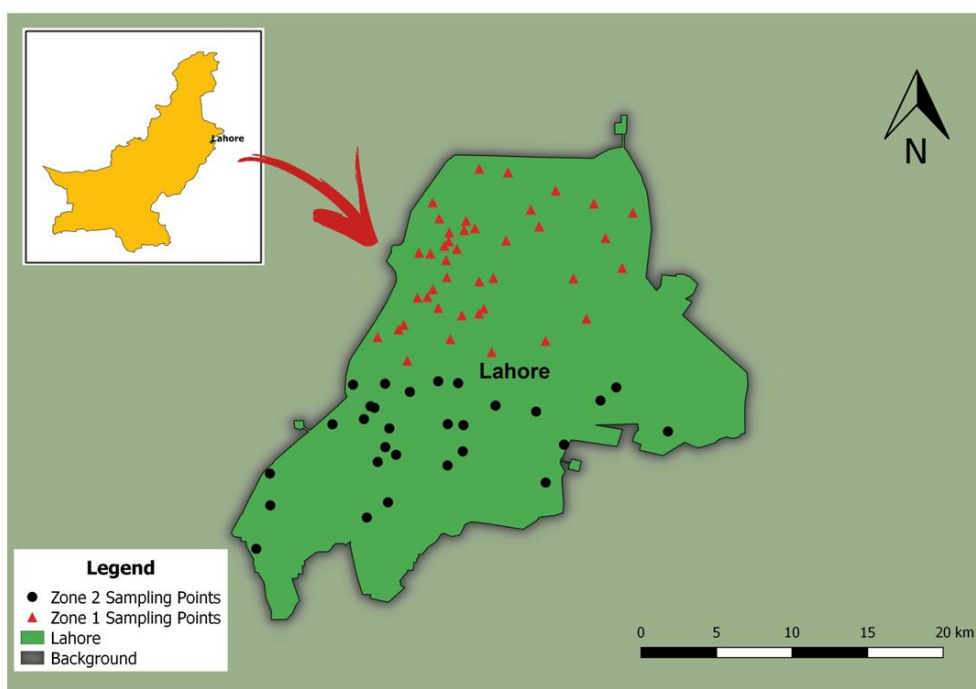 Lahore
N
Lahore
Legend
Zone 2 Sampling Points
Zone 1 Sampling Points
Lahore
Background
0 5 10 15 20 km